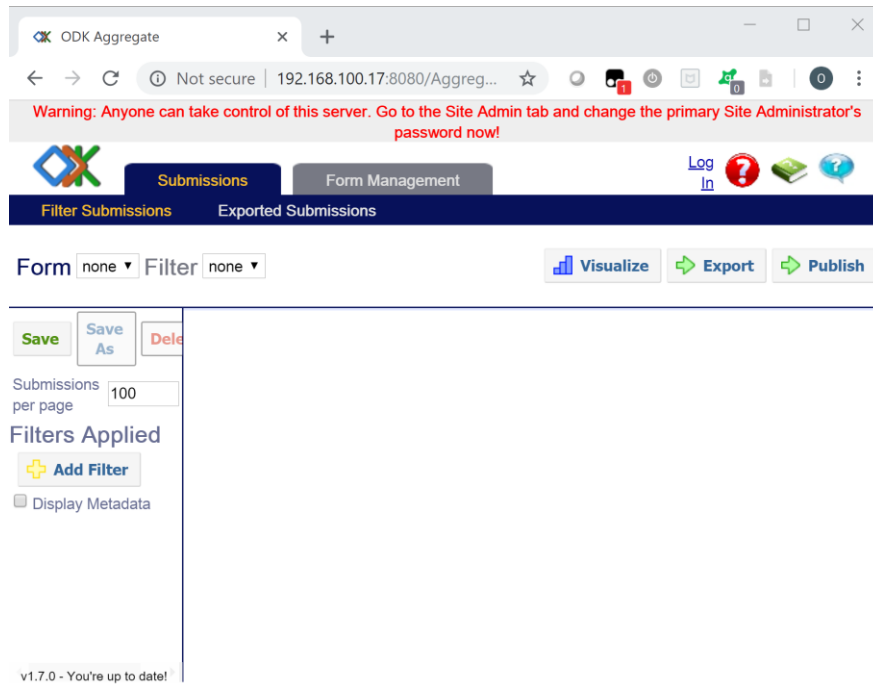 ODK Aggregate
Not secure | 192.168.100.17:8080/Aggreg...
1
0
O
Warning: Anyone can take control of this server. Go to the Site Admin tab and change the primary Site Administrator's
password now!
Submissions
Form Management
Log
In
Filter Submissions
Exported Submissions
Form none Filter none
Visualize
Export
Publish
Save
Save
As
Dele
Submissions
per page
100
Filters Applied
Add Filter
Display Metadata
v1.7.0 - You're up to date!